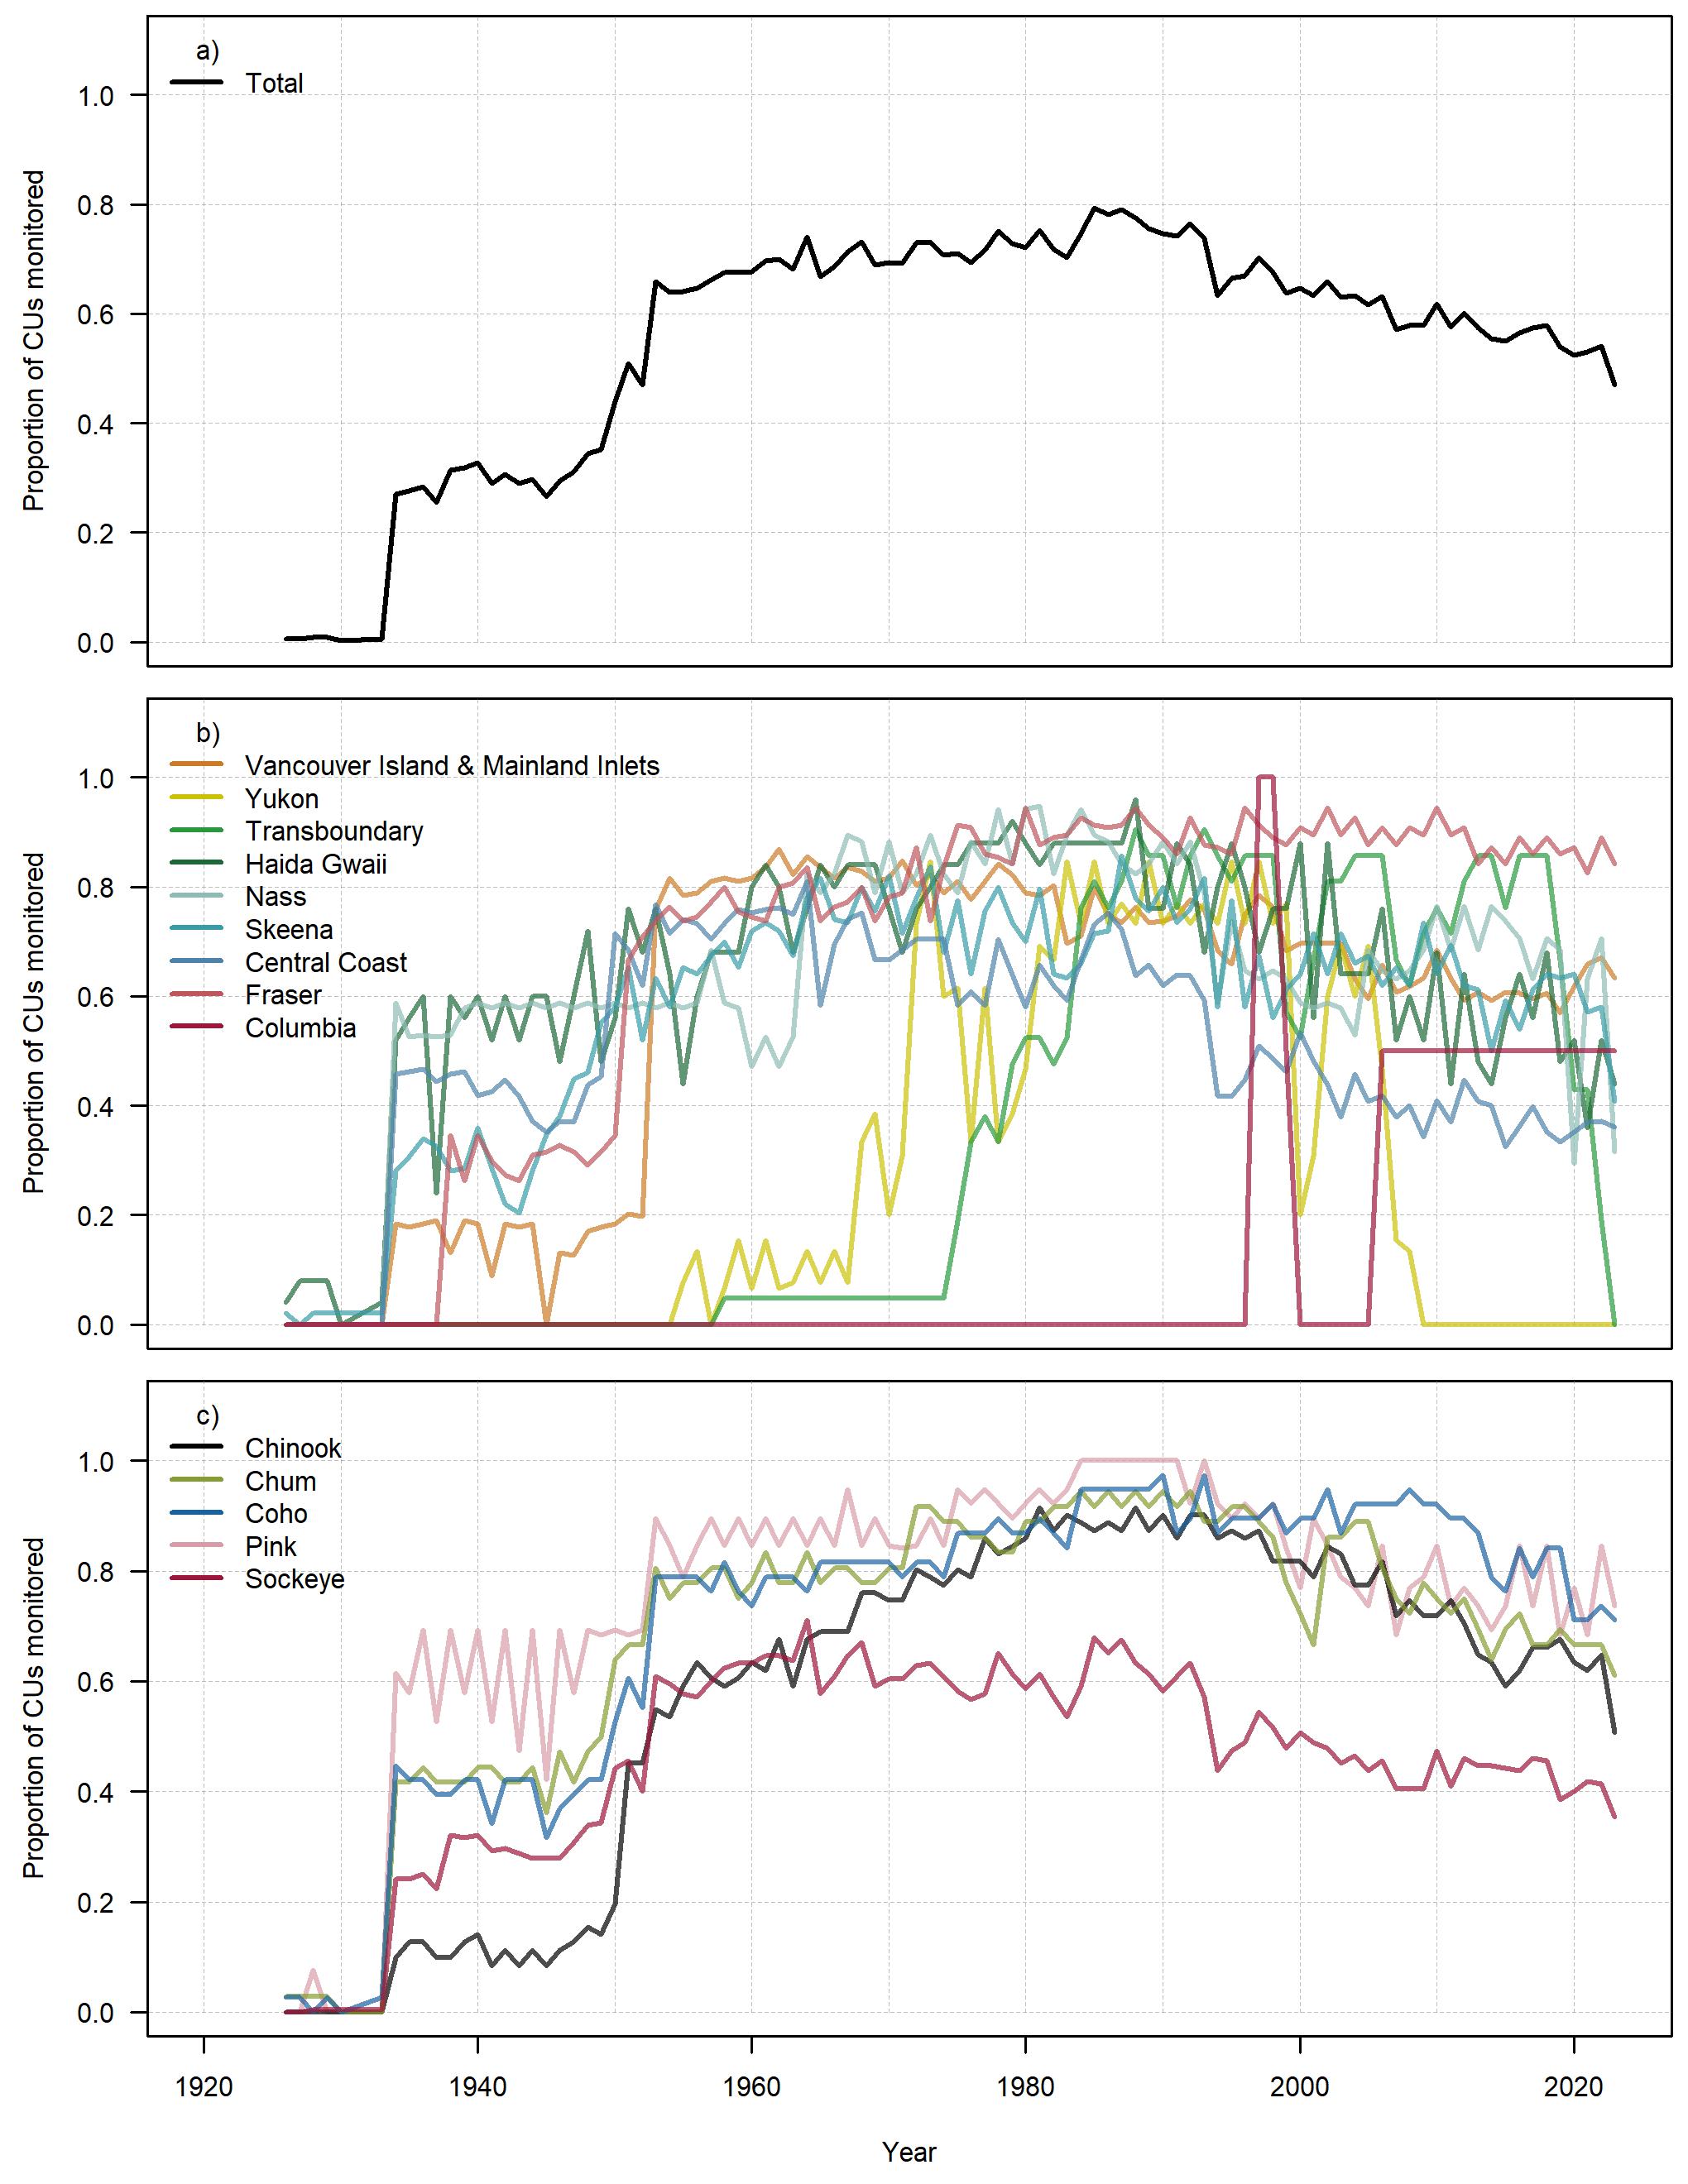 a)
Total
1.0
0.8
0.6
0.4
0.2
0.0
Proportion of CUs monitored
b)
Vancouver Island & Mainland Inlets
Yukon
Transboundary
Haida Gwaii
Nass
Skeena
Central Coast
Fraser
Columbia
1.0
0.8
0.6
0.4
0.2
0.0
Proportion of CUs monitored
c)
Chinook
Chum
Coho
Pink
Sockeye
1.0
0.8
0.6
0.4
0.2
0.0
Proportion of CUs monitored
1920 1940 1960 1980 2000 2020
Year